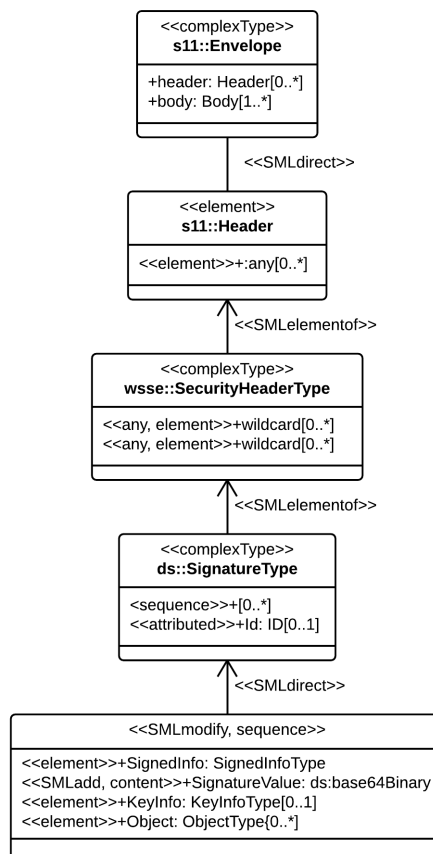 <<complexType>>
s11::Envelope
+header: Header[0..*]
+body: Body[1..*]
<<SMLdirect>>
<<element>>
s11::Header
<<element>>+:any[0..*]
<<SMLelementof>>
<<complexType>>
wsse::SecurityHeaderType
<<any, element>>+wildcard[0..*]
<<any, element>>+wildcard[0..*]
<<SMLelementof>>
<<complexType>>
ds::SignatureType
<sequence>>+[0..*]
<<attributed>>+Id: ID[0..1]
<<SMLdirect>>
<<SMLmodify, sequence>>
<<element>>+SignedInfo: SignedInfoType
<<SMLadd, content>>+SignatureValue: ds:base64Binary
<<element>>+KeyInfo: KeyInfoType[0..1]
<<element>>+Object: ObjectType{0..*]